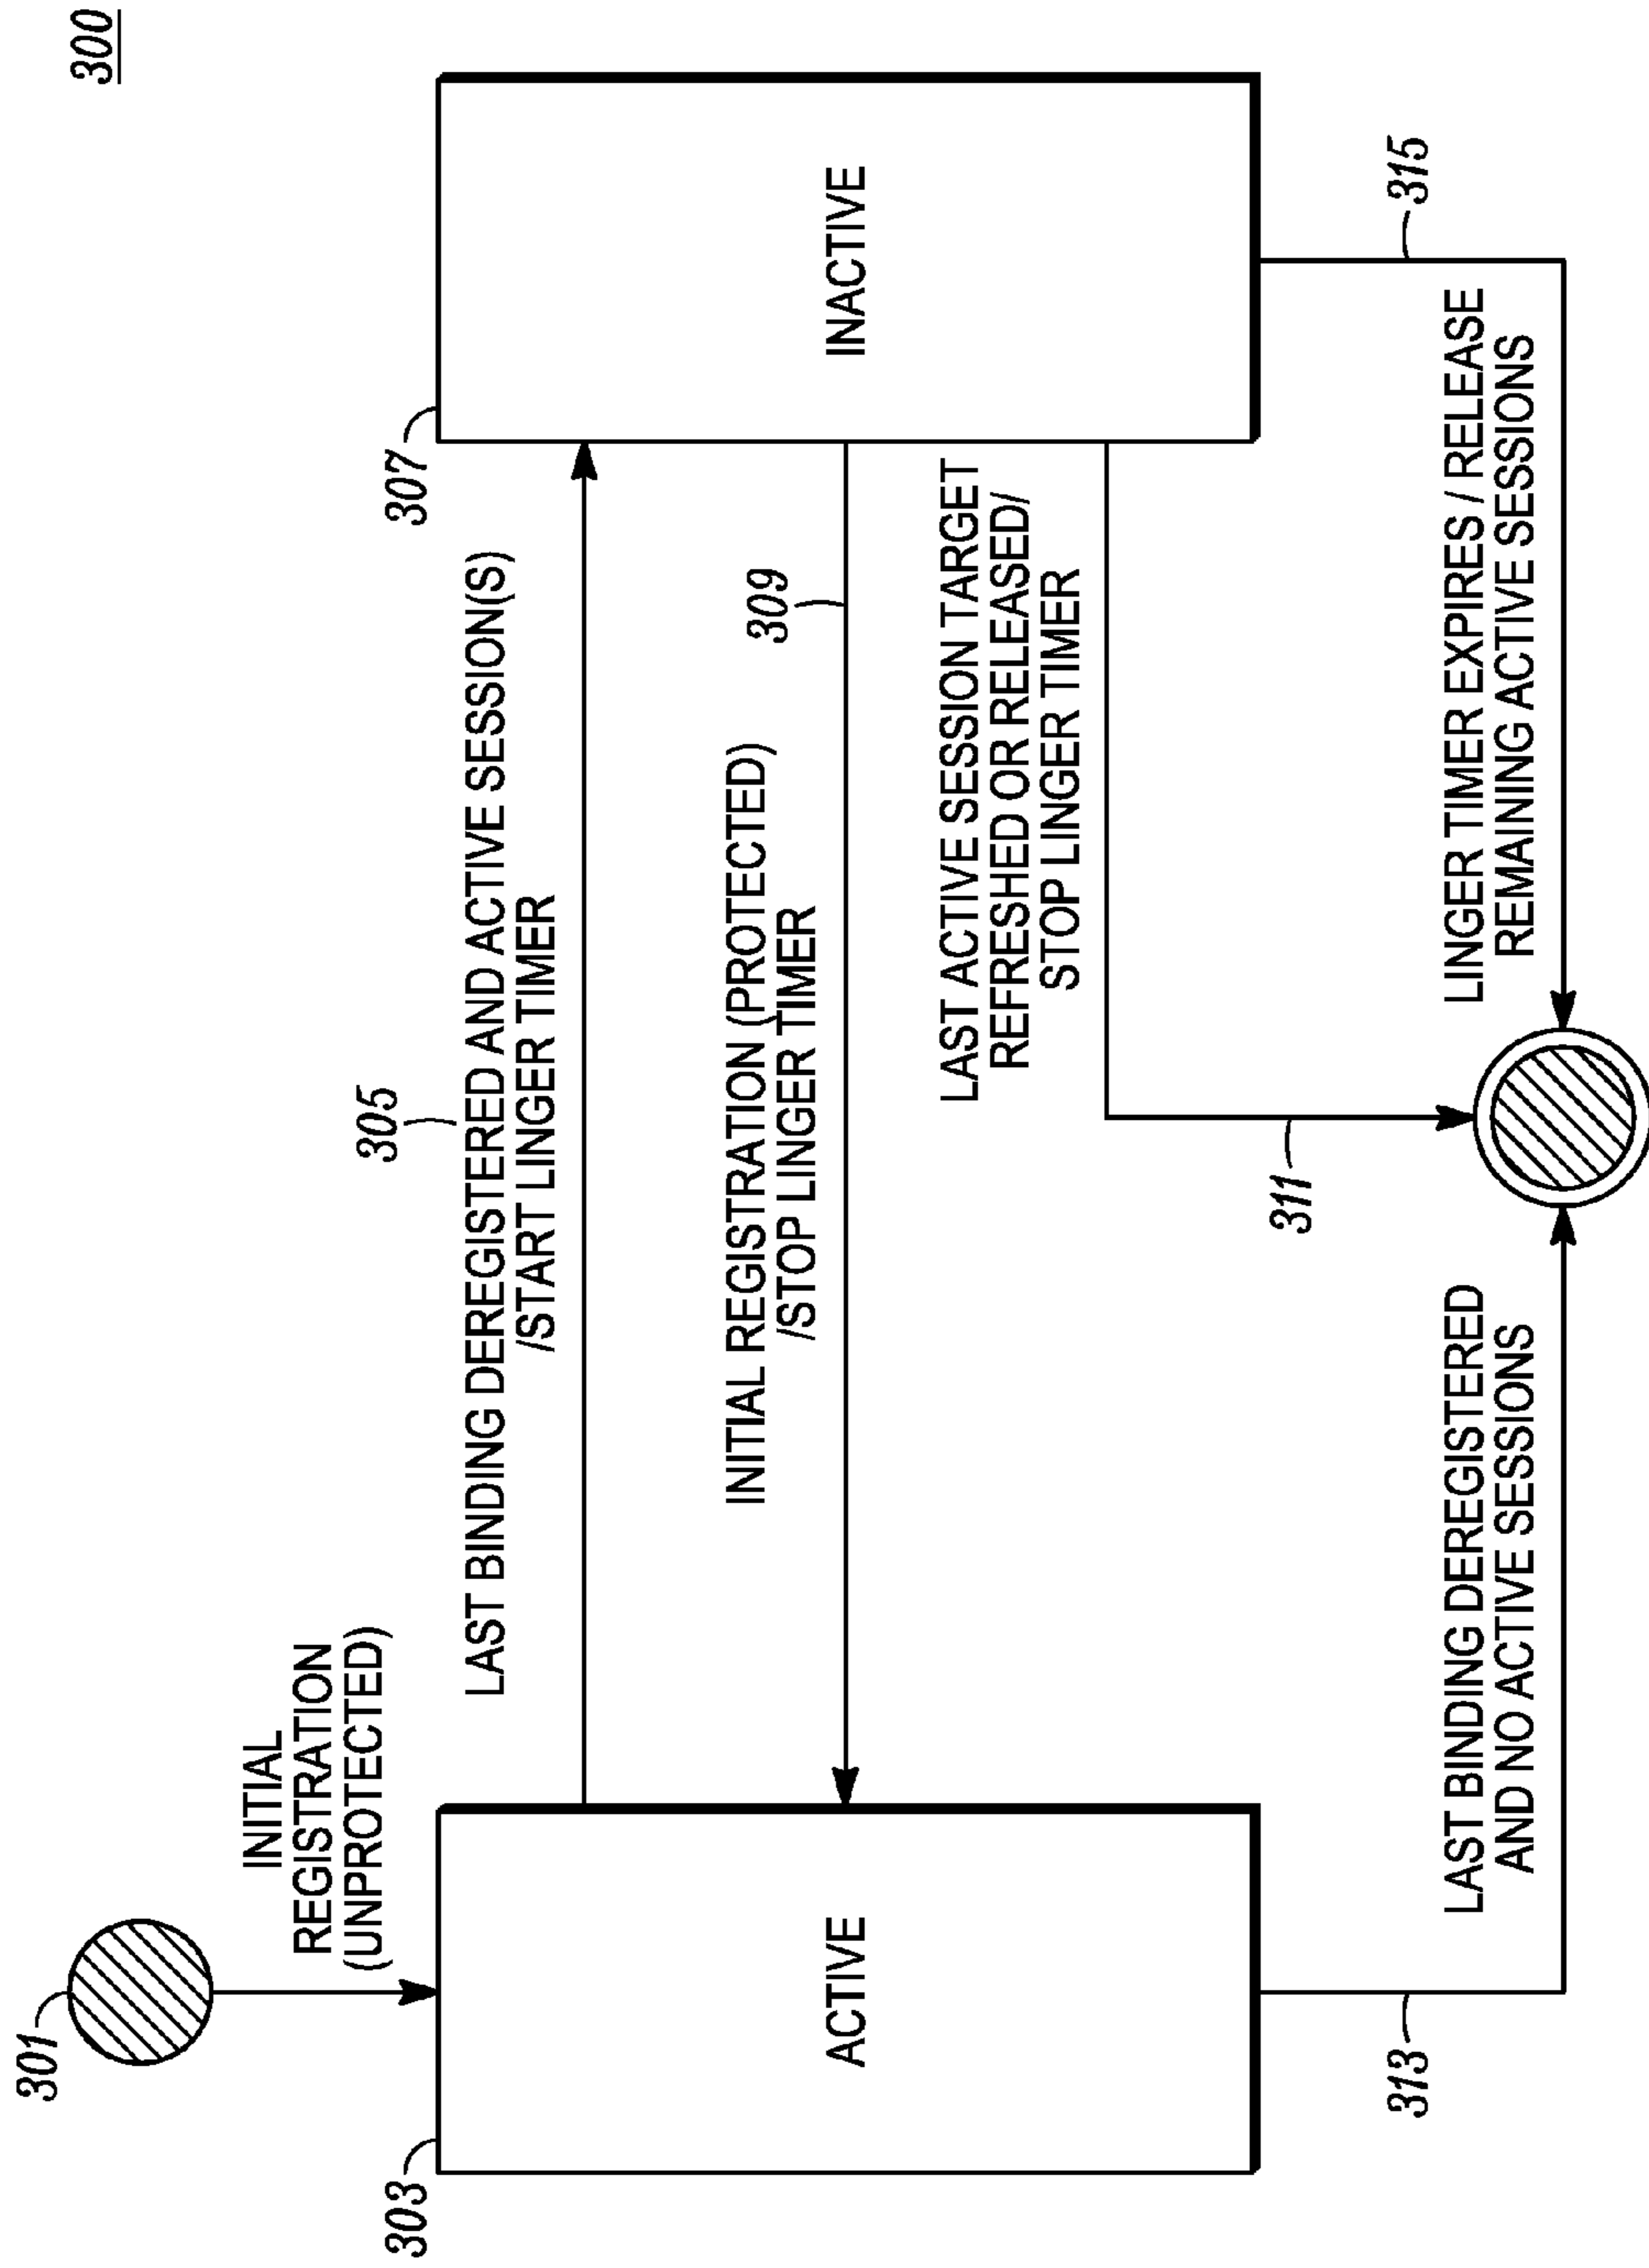 300
301
INITIAL
REGISTRATION
(UNPROTECTED)
303
ACTIVE
305
LAST BINDING DEREGISTERED AND ACTIVE SESSION(S)
/START LINGER TIMER
307
INACTIVE
INITIAL REGISTRATION (PROTECTED)
/STOP LINGER TIMER
309
LAST ACTIVE SESSION TARGET
REFRESHED OR RELEASED/
STOP LINGER TIMER
311
313
LAST BINDING DEREGISTERED
AND NO ACTIVE SESSIONS
LINGER TIMER EXPIRES / RELEASE
REMAINING ACTIVE SESSIONS
315